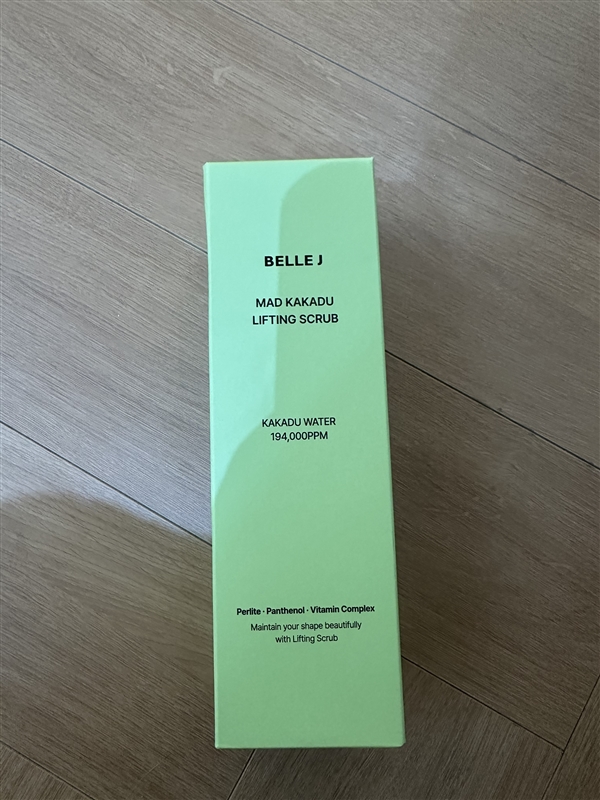 BELLE J
MAD KAKADU
LIFTING SCRUB
KAKADU WATER
194,000PPM
Perlite · Panthenol · Vitamin Complex
Maintain your shape beautifully
with Lifting Scrub